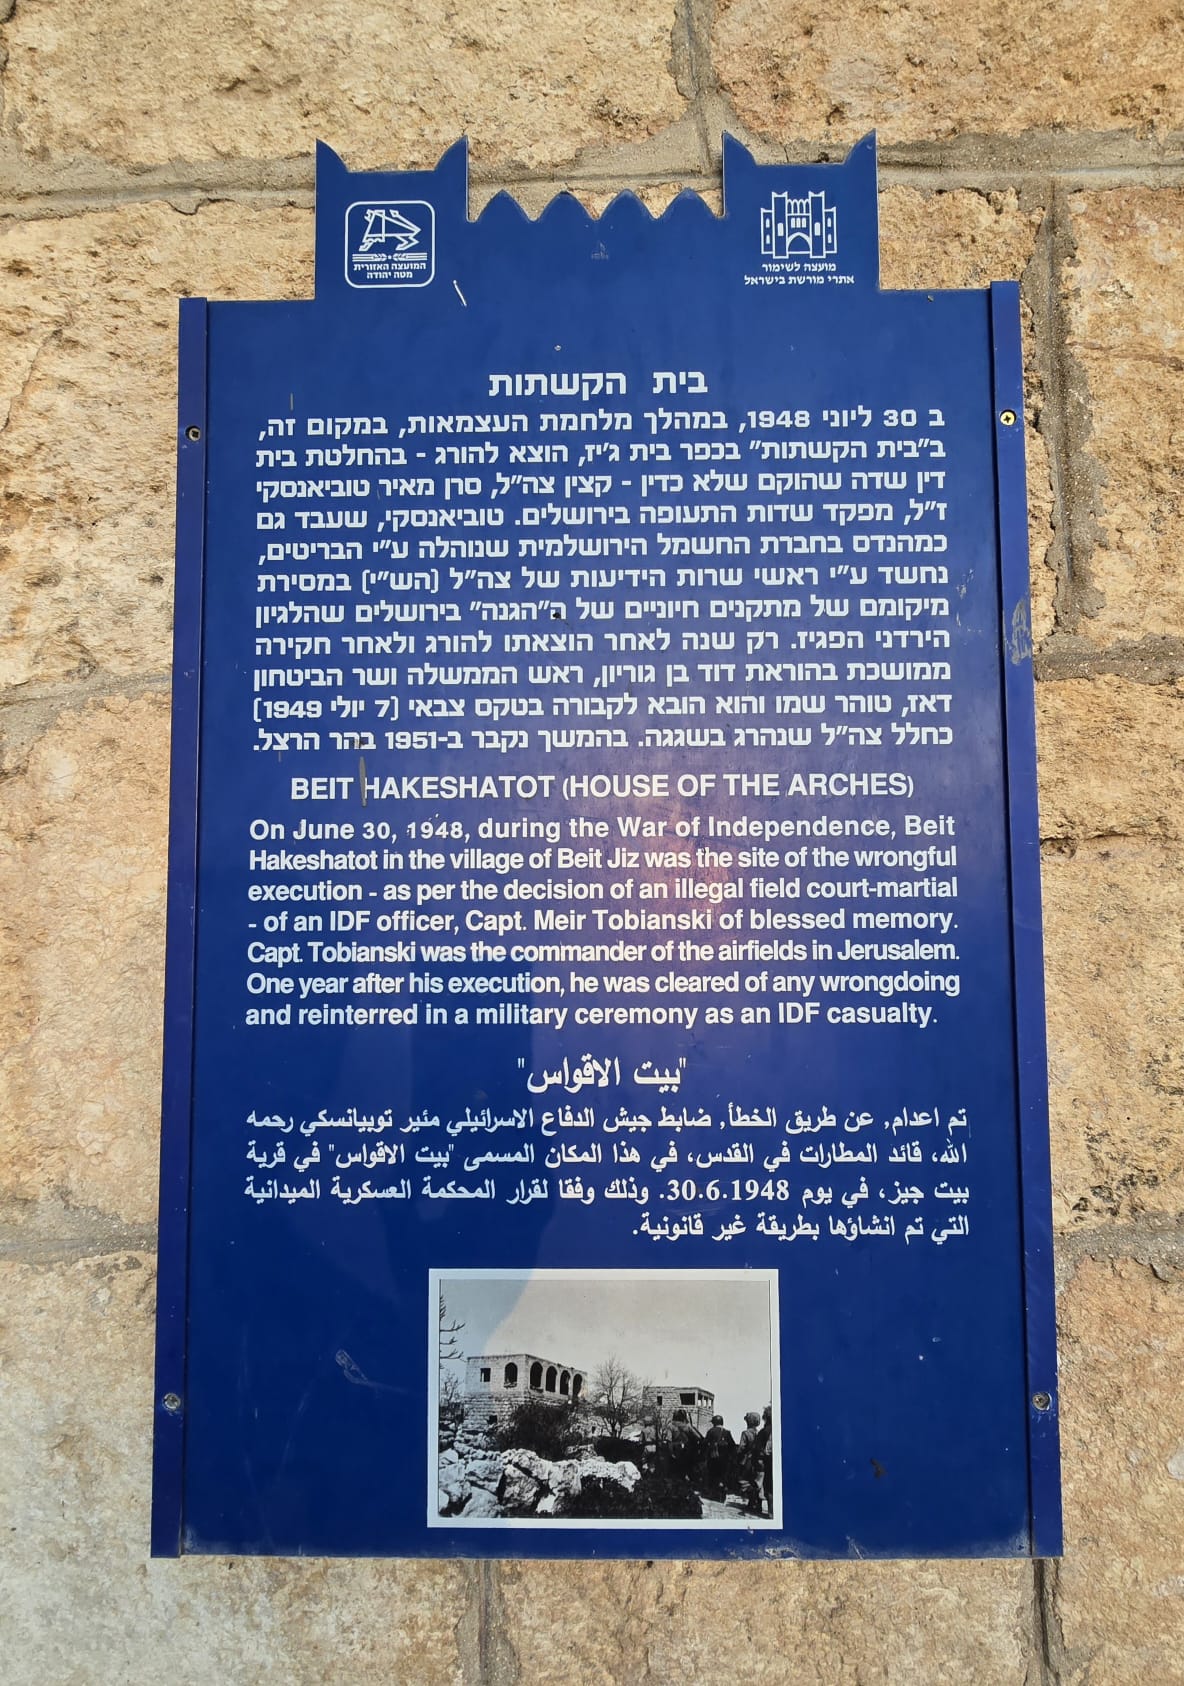 המועצה האזורית
מטה יהודה
מועצה לשימור
אתרי מורשת בישראל
בית הקשתות
ב 30 ליוני 1948, במהלך מלחמת העצמאות, במקום זה,
ב"בית הקשתות" בכפר בית ג'יז, הוצא להורג - בהחלטת בית
דין שדה שהוקם שלא כדין - קצין צה"ל, סרן מאיר טוביאנסקי
ז"ל, מפקד שדות התעופה בירושלים. טוביאנסקי, שעבד גם
כמהנדס בחברת החשמל הירושלמית שנוהלה ע"י הבריטים,
נחשד ע"י ראשי שרות הידיעות של צה"ל (הש"י) במסירת
מיקומם של מתקנים חיוניים של ה"הגנה" בירושלים שהלגיון
הירדני הפגיז. רק שנה לאחר הוצאתו להורג ולאחר חקירה
ממושכת בהוראת דוד בן גוריון, ראש הממשלה ושר הביטחון
דאז, טוהר שמו והוא הובא לקבורה בטקס צבאי (7 יולי 1949)
כחלל צה"ל שנהרג בשגגה. בהמשך נקבר ב-1951 בהר הרצל.
BEIT HAKESHATOT (HOUSE OF THE ARCHES)
On June 30, 1948, during the War of Independence, Beit
Hakeshatot in the village of Beit Jiz was the site of the wrongful
execution - as per the decision of an illegal field court-martial
- of an IDF officer, Capt. Meir Tobianski of blessed memory.
Capt. Tobianski was the commander of the airfields in Jerusalem.
One year after his execution, he was cleared of any wrongdoing
and reinterred in a military ceremony as an IDF casualty.
"بيت الاقواس"
تم اعدام, عن طريق الخطأ, ضابط جيش الدفاع الاسرائيلي مئير توبيانسكي رحمه
الله، قائد المطارات في القدس، في هذا المكان المسمى "بيت الاقواس" في قرية
بيت جيز، في يوم 30.6.1948. وذلك وفقا لقرار المحكمة العسكرية الميدانية
التي تم انشاؤها بطريقة غير قانونية.